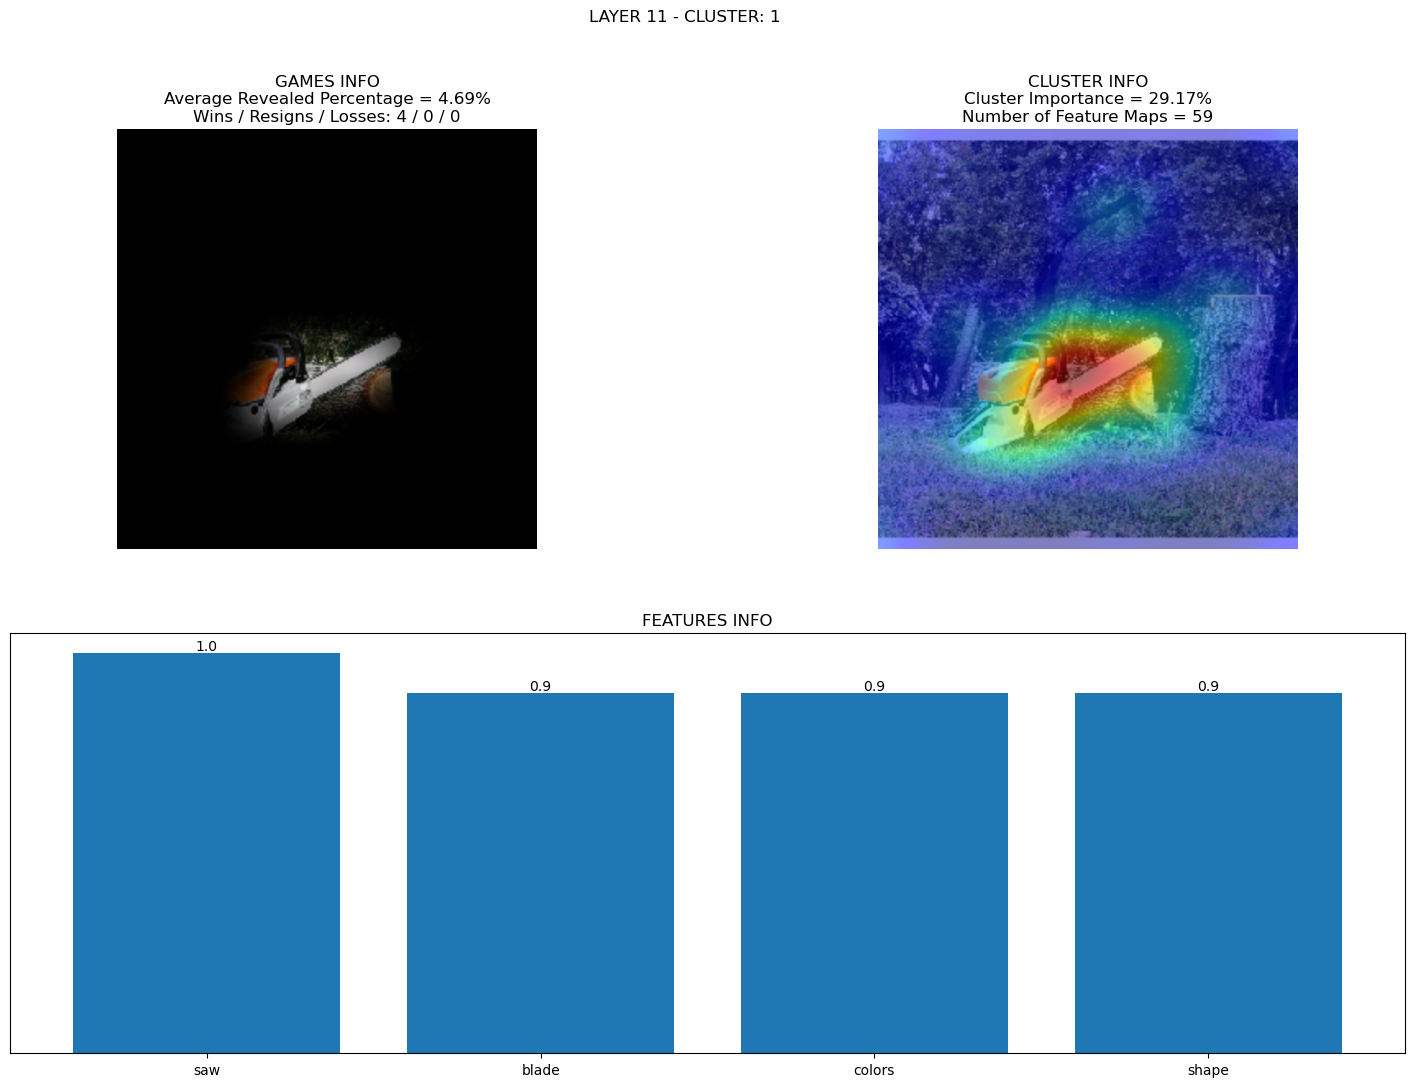 LAYER 11 - CLUSTER: 1
GAMES INFO
Average Revealed Percentage = 4.69%
Wins / Resigns / Losses: 4 / 0 / 0
CLUSTER INFO
Cluster Importance = 29.17%
Number of Feature Maps = 59
FEATURES INFO
1.0
0.9
0.9
0.9
saw
blade
colors
shape